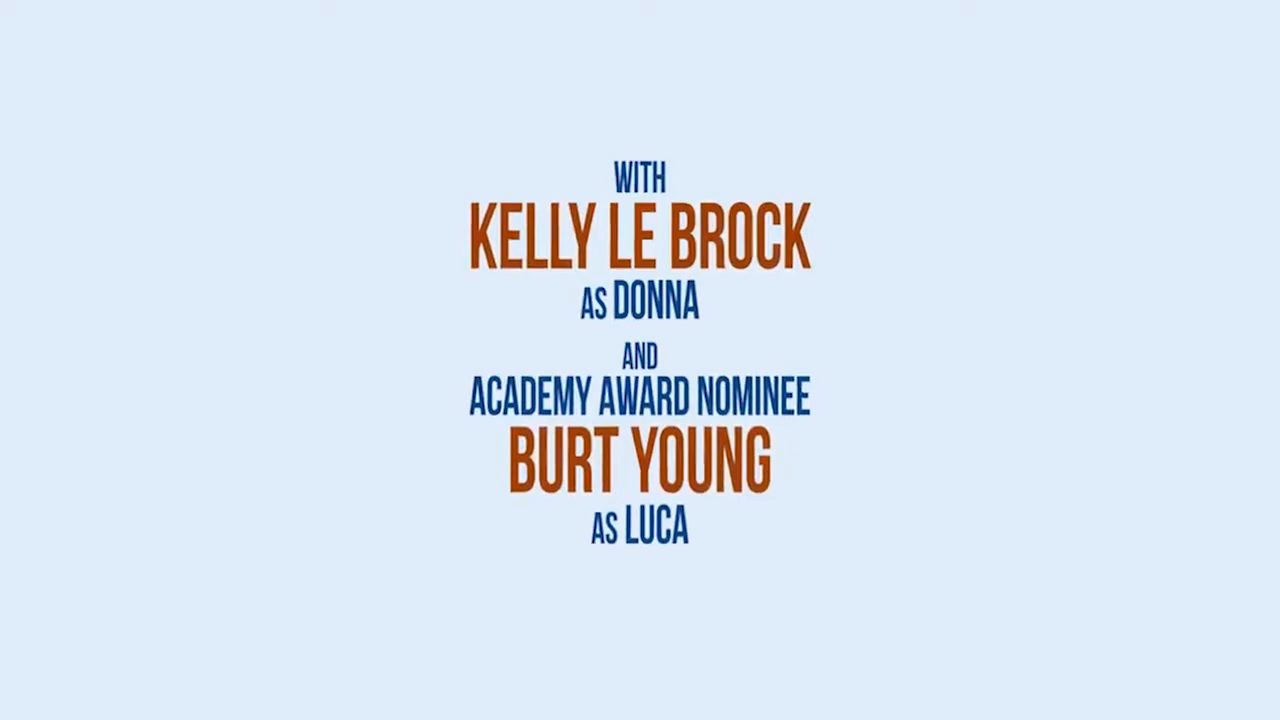 WITH
KELLY LE BROCK
AS DONNA
AND
ACADEMY AWARD NOMINEE
BURT YOUNG
AS LUCA